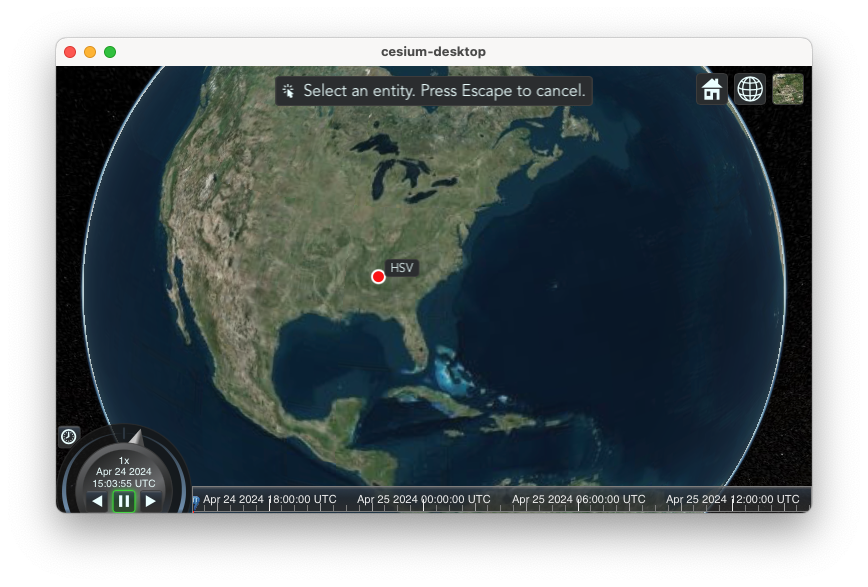 cesium-desktop
Select an entity. Press Escape to cancel.
HSV
1x
Apr 24 2024
15:03:55 UTC
Apr 24 2024 18:00:00 UTC
Apr 25 2024 00:00:00 UTC
Apr 25 2024 06:00:00 UTC
Apr 25 2024 12:00:00 UTC